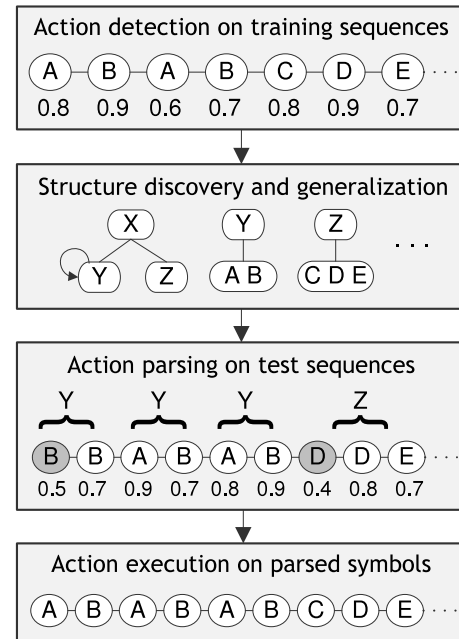 Action detection on training sequences
A B A B C D E ····
0.8 0.9 0.6 0.7 0.8 0.9 0.7
Structure discovery and generalization
X Y Z
Y Z A B C D E ...
Action parsing on test sequences
Y Y Y Z
B B A B A B D D E ····
0.5 0.7 0.9 0.7 0.8 0.9 0.4 0.8 0.7
Action execution on parsed symbols
A B A B A B C D E ····